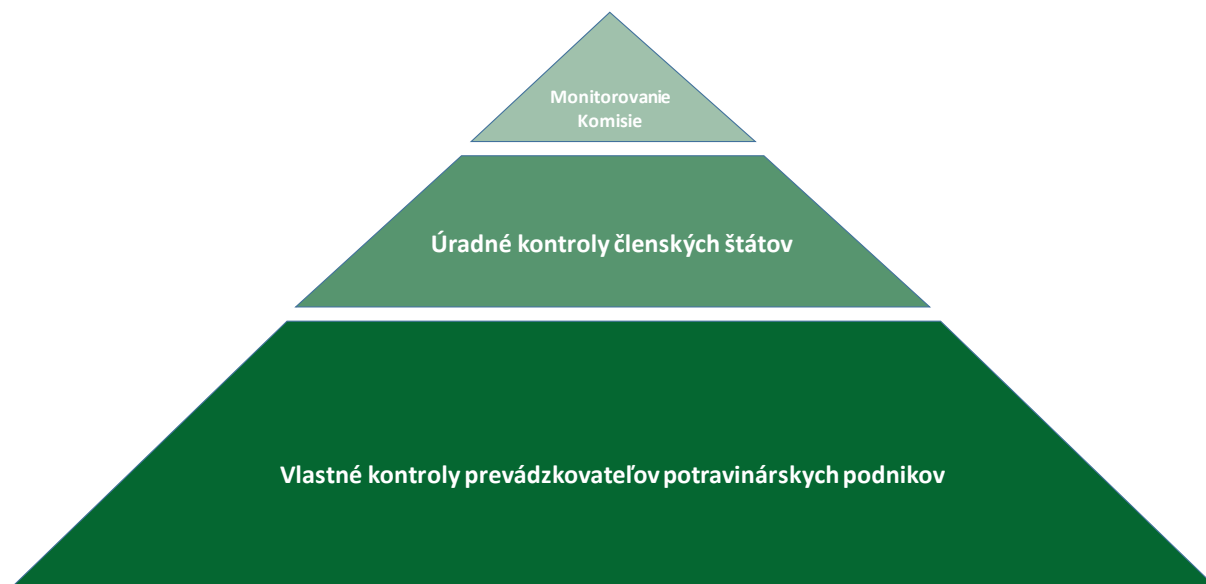 Monitorovanie
Komisie
Úradné kontroly členských štátov
Vlastné kontroly prevádzkovateľov potravinárskych podnikov